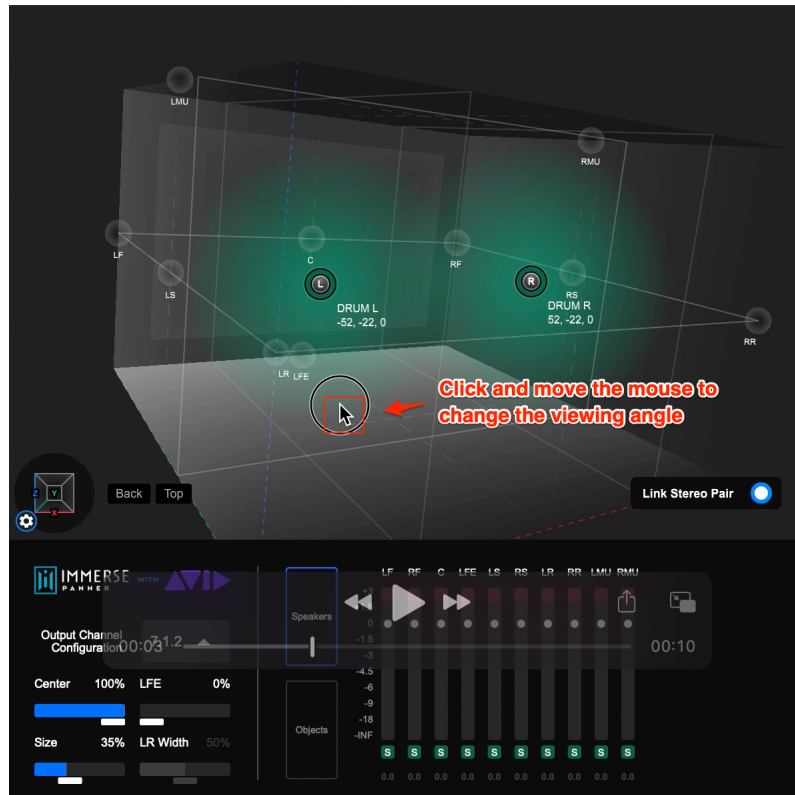 LMU
RMU
LF
C
RF
LS
L
R
RS
DRUM L
-52, -22, 0
DRUM R
52, -22, 0
RR
LR
LFE
Click and move the mouse to
change the viewing angle
Z
Y
X
Back
Top
Link Stereo Pair
IMMERSE
PANNER
WITH
AVID
LF RF C LFE LS RS LR RR LMU RMU
Speakers
Output Channel
Configuration
7.1.2
00:03
00:10
+3
0
-1.5
-3
-4.5
-6
-9
-18
-INF
Center 100% LFE 0%
Size 35% LR Width 50%
Objects
S S S S S S S S S S
0.0 0.0 0.0 0.0 0.0 0.0 0.0 0.0 0.0 0.0